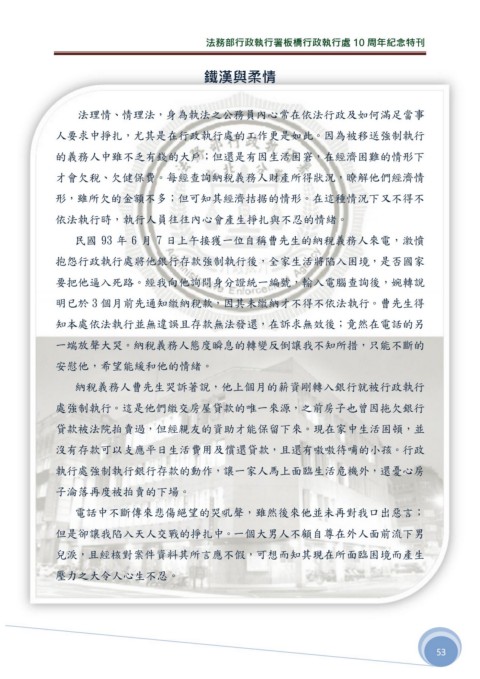 法務部行政執行署板橋行政執行處 10 周年紀念特刊
鐵漢與柔情
法理情、情理法，身為執法之公務員內心常在依法行政及如何滿足當事
人要求中掙扎，尤其是在行政執行處的工作更是如此。因為被移送強制執行
的義務人中雖不乏有錢的大戶；但還是有因生活困窘，在經濟困難的情形下
才會欠稅、欠健保費。每經查詢納稅義務人財產所得狀況，瞭解他們經濟情
形，雖所欠的金額不多；但可知其經濟拮据的情形。在這種情況下又不得不
依法執行時，執行人員往往內心會產生掙扎與不忍的情緒。
民國 93 年 6 月 7 日上午接獲一位自稱曹先生的納稅義務人來電，激憤
抱怨行政執行處將他銀行存款強制執行後，全家生活將陷入困境，是否國家
要把他逼入死路。經我向他詢問身分證統一編號，輸入電腦查詢後，婉轉說
明已於 3 個月前先通知繳納稅款，因其未繳納才不得不依法執行。曹先生得
知本處依法執行並無違誤且存款無法發還，在訴求無效後；竟然在電話的另
一端放聲大哭。納稅義務人態度瞬息的轉變反倒讓我不知所措，只能不斷的
安慰他，希望能緩和他的情緒。
納稅義務人曹先生哭訴著說，他上個月的薪資剛轉入銀行就被行政執行
處強制執行。這是他們繳交房屋貸款的唯一來源，之前房子也曾因拖欠銀行
貸款被法院拍賣過，但經親友的資助才能保留下來。現在家中生活困頓，並
沒有存款可以支應平日生活費用及償還貸款，且還有嗷嗷待哺的小孩。行政
執行處強制執行銀行存款的動作，讓一家人馬上面臨生活危機外，還憂心房
子淪落再度被拍賣的下場。
電話中不斷傳來悲傷絕望的哭吼聲，雖然後來他並未再對我口出惡言；
但是卻讓我陷入天人交戰的掙扎中。一個大男人不顧自尊在外人面前流下男
兒淚，且經核對案件資料其所言應不假，可想而知其現在所面臨困境而產生
壓力之大令人心生不忍。
53